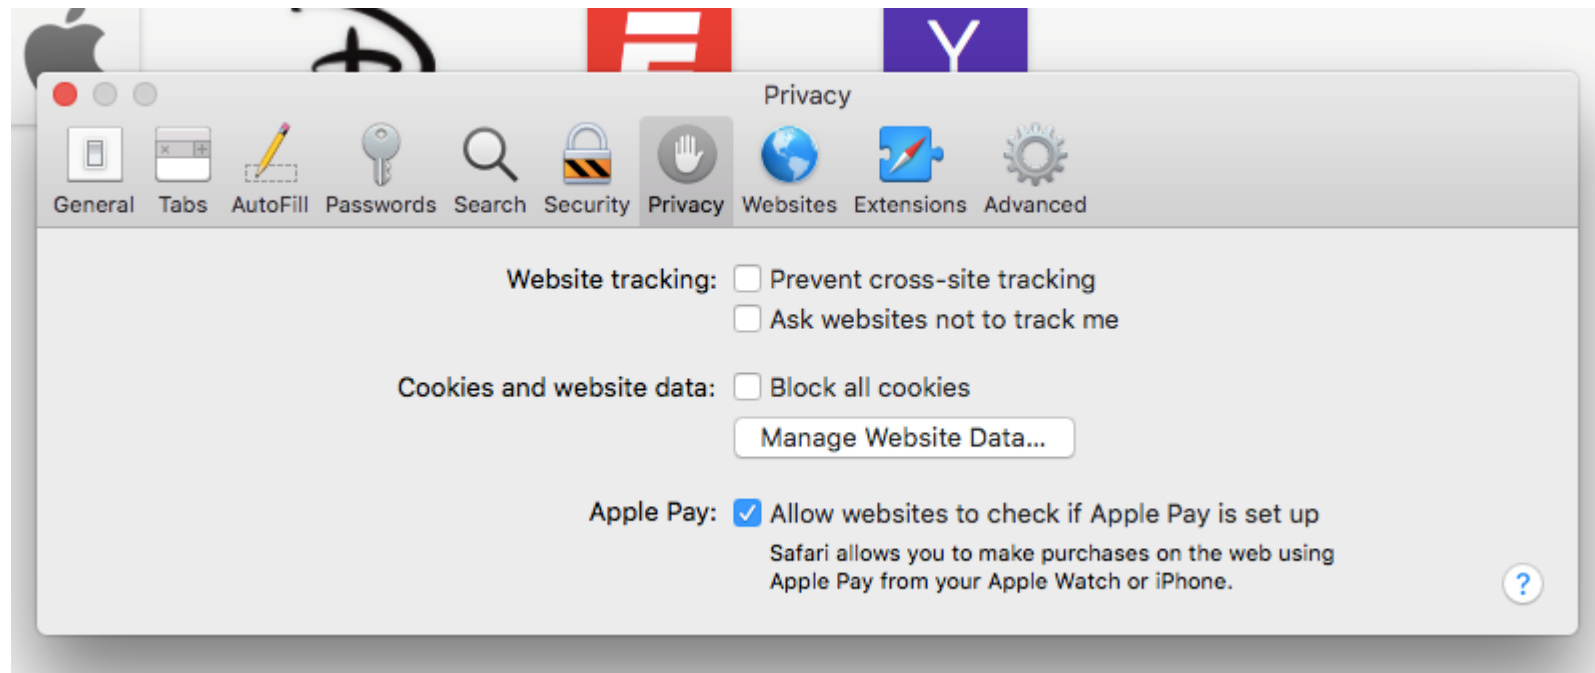 Y
Privacy
General Tabs AutoFill Passwords Search Security Privacy Websites Extensions Advanced
Website tracking: Prevent cross-site tracking
Ask websites not to track me
Cookies and website data: Block all cookies
Manage Website Data...
Apple Pay: Allow websites to check if Apple Pay is set up
Safari allows you to make purchases on the web using
Apple Pay from your Apple Watch or iPhone.
?